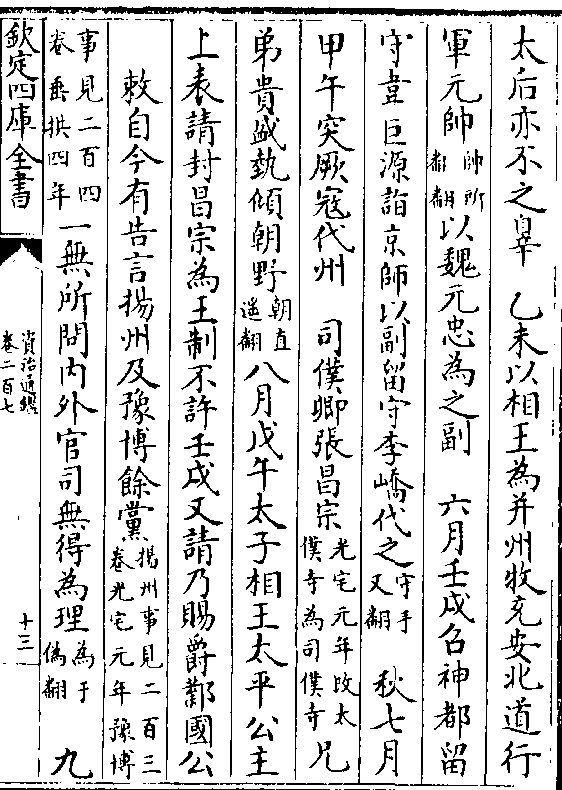 太后亦不之辠　乙未以相王為并州牧充安北道行
軍元帥帥所類翻以魏元忠為之副　六月壬戌召神都留
守韋巨源詣京師以副留守李嶠代之守手又翻　秋七月
甲午突厥寇代州　司僕卿張昌宗光宅元年改太僕寺為司僕寺兄
弟貴盛埶傾朝野朝直遥翻八月戊午太子相王太平公主
上表請封昌宗為王制不許壬戌又請乃賜爵鄴國公
敕自今有告言揚州及豫博餘黨揚州事見二百三卷光宅元年豫博
事見二百四卷垂拱四年一無所問内外官司無得為理為于偽翻　九
欽定四庫全書
資治通鑑
卷二百七
十三